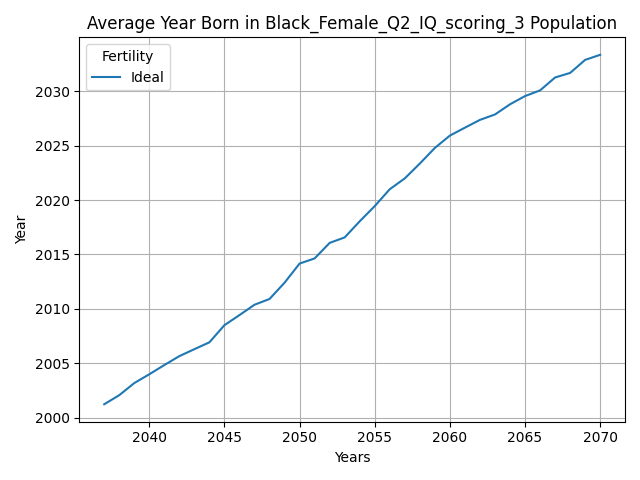 Average Year Born in Black_Female_Q2_IQ_scoring_3 Population
Fertility
Ideal
Year
2030
2025
2020
2015
2010
2005
2000
2040 2045 2050 2055 2060 2065 2070
Years